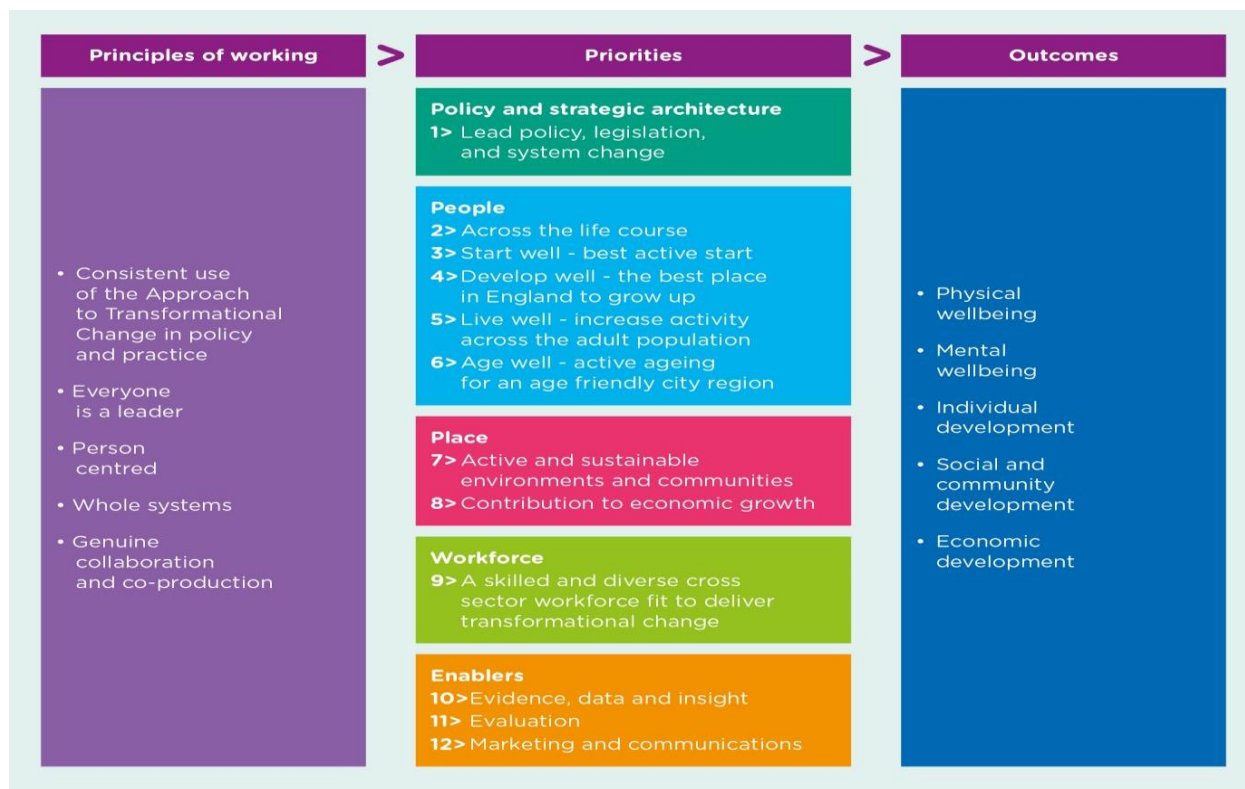 Principles of working
>
Priorities
>
Outcomes
• Consistent use
of the Approach
to Transformational
Change in policy
and practice
• Everyone
is a leader
• Person
centred
• Whole systems
• Genuine
collaboration
and co-production
Policy and strategic architecture
1> Lead policy, legislation,
and system change
People
2> Across the life course
3> Start well - best active start
4> Develop well - the best place
in England to grow up
5> Live well - increase activity
across the adult population
6> Age well - active ageing
for an age friendly city region
Place
7> Active and sustainable
environments and communities
8> Contribution to economic growth
Workforce
9> A skilled and diverse cross
sector workforce fit to deliver
transformational change
Enablers
10> Evidence, data and insight
11> Evaluation
12> Marketing and communications
• Physical
wellbeing
• Mental
wellbeing
• Individual
development
• Social and
community
development
• Economic
development